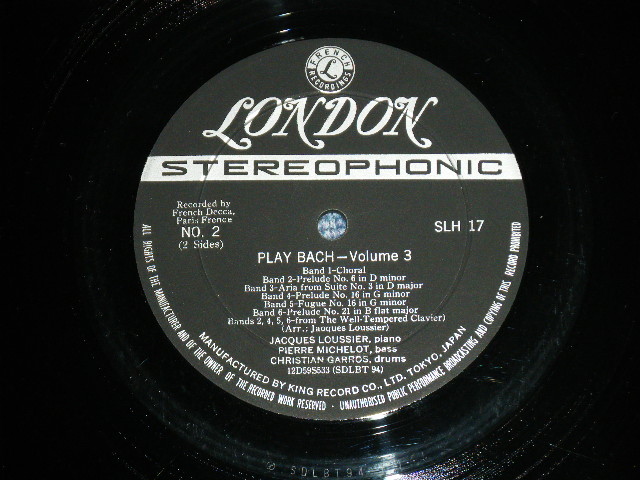 FRENCH
L
RECORDINGS
LONDON
STEREOPHONIC
Recorded by
French Decca,
Paris France
NO. 2
(2 Sides)
SLH 17
PLAY BACH—Volume 3
Band 1-Choral
Band 2-Prelude No. 6 in D minor
Band 3-Aria from Suite No. 3 in D major
Band 4-Prelude No. 16 in G minor
Band 5-Fugue No. 16 in G minor
Band 6-Prelude No. 21 in B flat major
Bands 2, 4, 5, 6-from The Well-Tempered Clavier)
(Arr.: Jacques Loussier)
JACQUES LOUSSIER, piano
PIERRE MICHELOT, bass
CHRISTIAN GARROS, drums
12D59S533 (SDLBT 94)
MANUFACTURED BY KING RECORD CO., LTD. TOKYO, JAPAN
ALL RIGHTS OF THE MANUFACTURER AND OF THE OWNER OF THE RECORDED WORK RESERVED · UNAUTHORISED PUBLIC PERFORMANCE BROADCASTING AND COPYING OF THIS RECORD PROHIBITED
SDLBT94